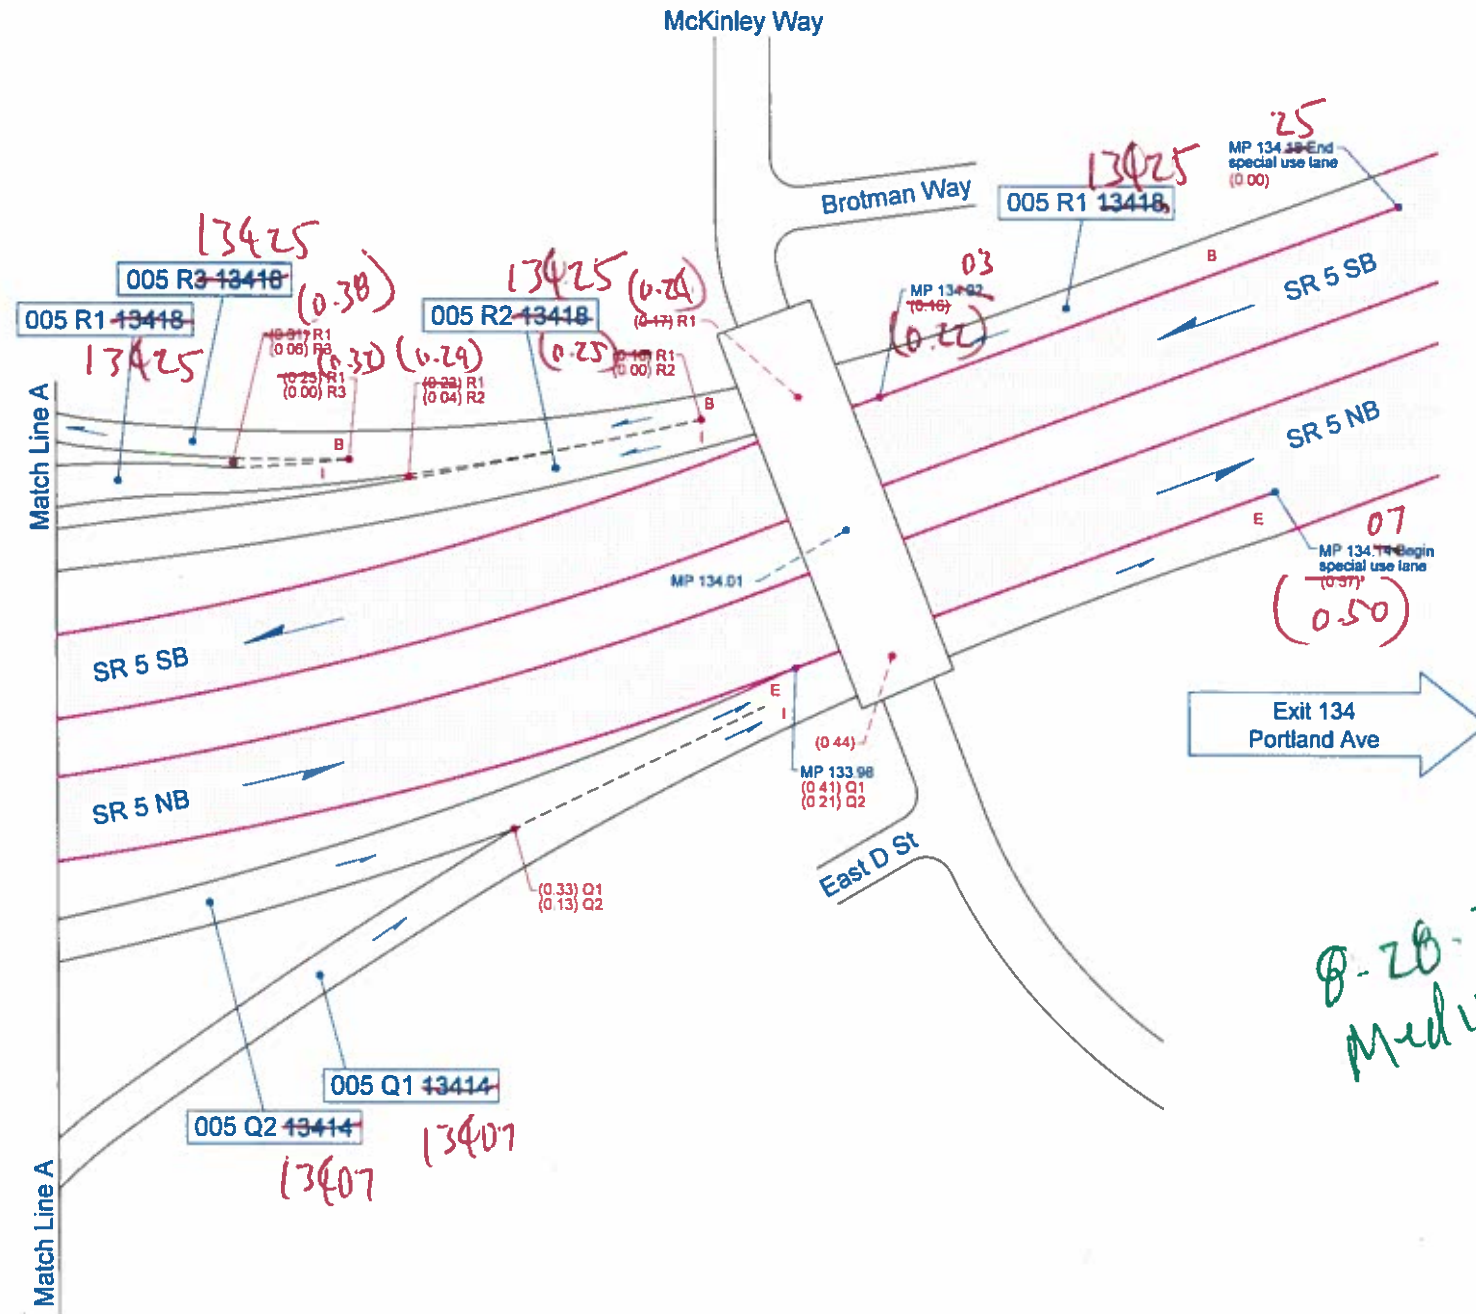 McKinley Way
25
MP 134.18 End
special use lane
(0.00)
13425
Brotman Way
005 R1 13418
13425
005 R3 13418
(0.38)
13425
(0.24)
03
MP 134.02
(0.16)
(0.22)
B
SR 5 SB
005 R1 13418
13425
(0.31) R1
(0.06) R3
(0.32)
(0.25) R1
(0.00) R3
(0.29)
(0.22) R1
(0.04) R2
005 R2 13418
(0.25)
(0.17) R1
(0.18) R1
(0.00) R2
Match Line A
B
I
B
I
SR 5 NB
E
07
MP 134.14 Begin
special use lane
(0.57)
(0.50)
MP 134.01
SR 5 SB
E
I
(0.44)
MP 133.98
(0.41) Q1
(0.21) Q2
Exit 134
Portland Ave
SR 5 NB
East D St
(0.33) Q1
(0.13) Q2
8-28-
005 Q1 13414
13407
005 Q2 13414
13407
Match Line A